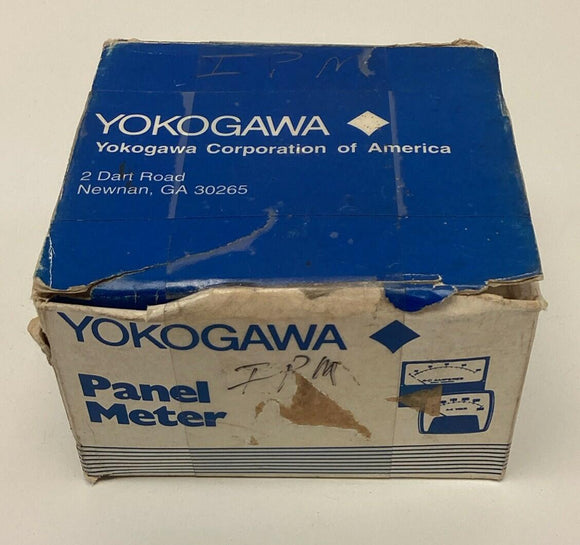 IPM
YOKOGAWA
Yokogawa Corporation of America
2 Dart Road
Newnan, GA 30265
YOKOGAWA
IPM
Panel
Meter